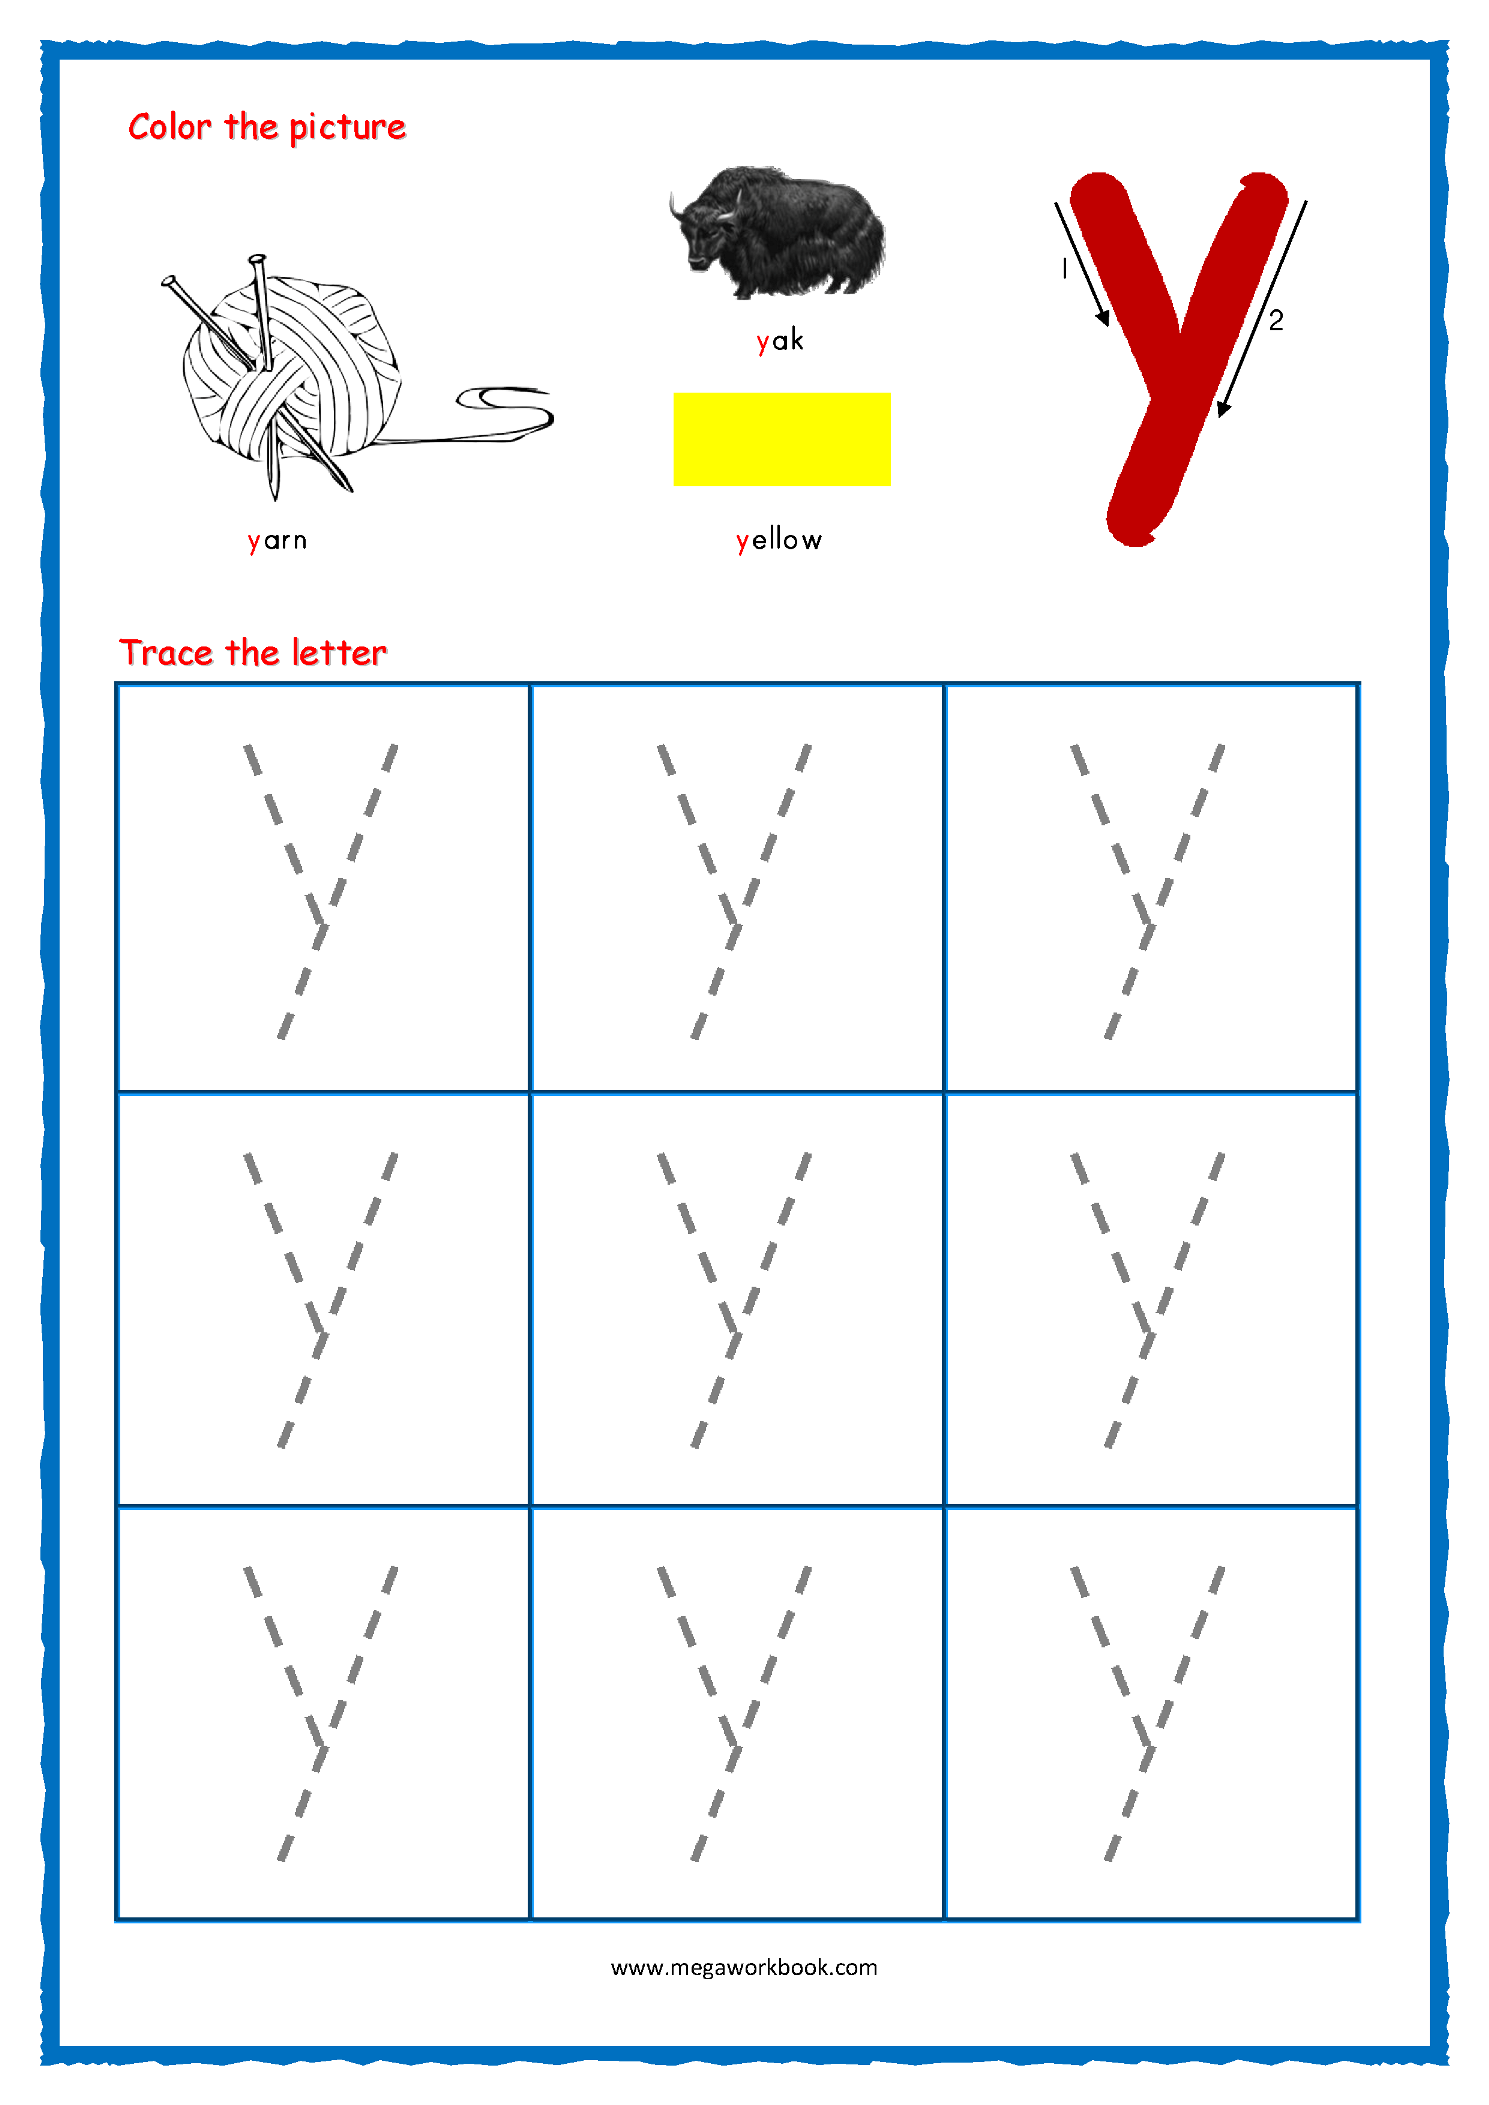 Color the picture
yak
y
1
2
yarn
yellow
Trace the letter
y y y
y y y
y y y
www.megaworkbook.com